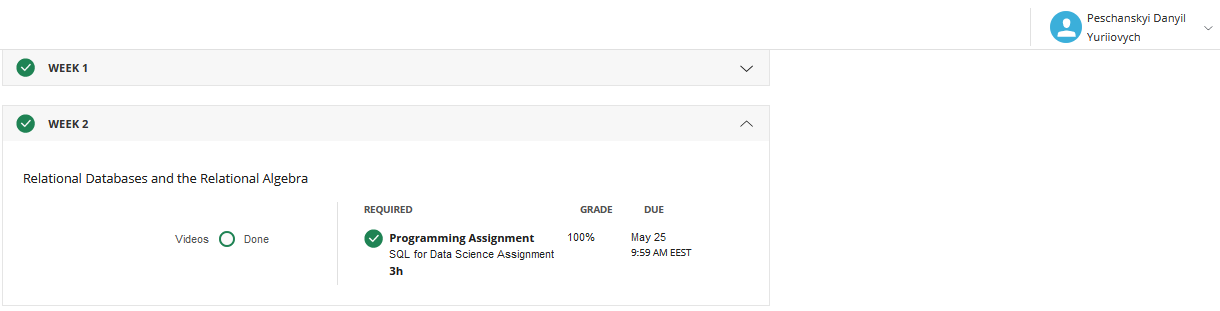 Peschanskyi Danyil
Yuriiovych
WEEK 1
WEEK 2
Relational Databases and the Relational Algebra
REQUIRED GRADE DUE
Videos Done
Programming Assignment 100% May 25
SQL for Data Science Assignment 9:59 AM EEST
3h